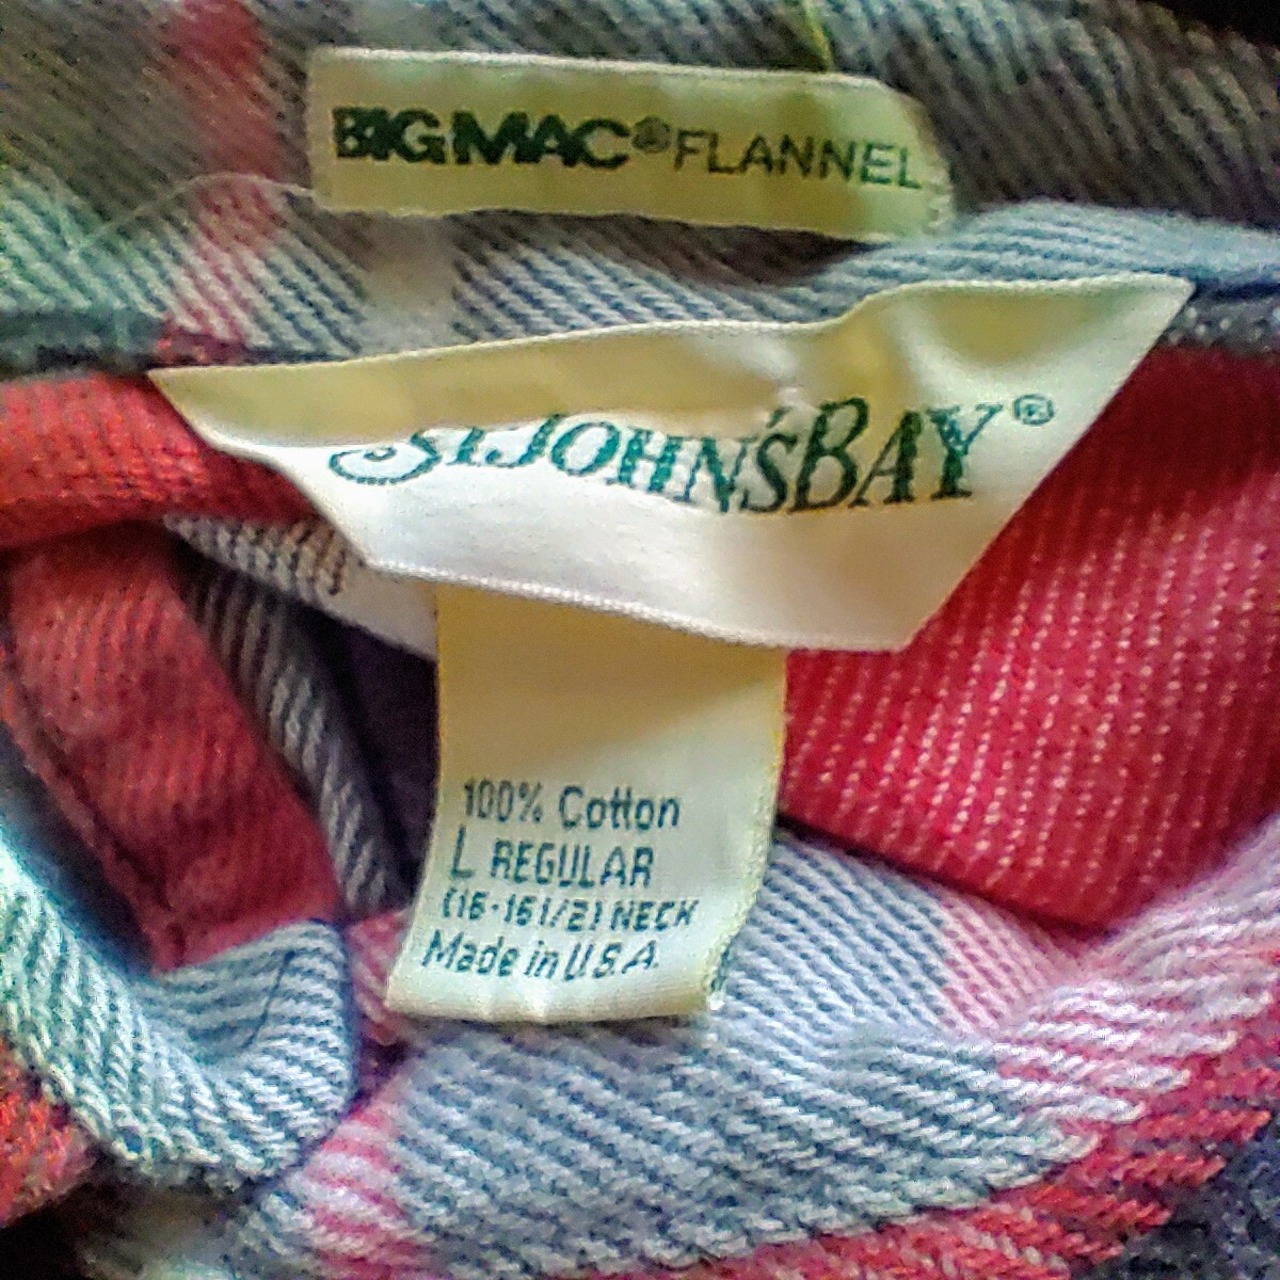 BIG MAC® FLANNEL
St. John's Bay®
100% Cotton
L REGULAR
(16-16 1/2) NECK
Made in U.S.A.